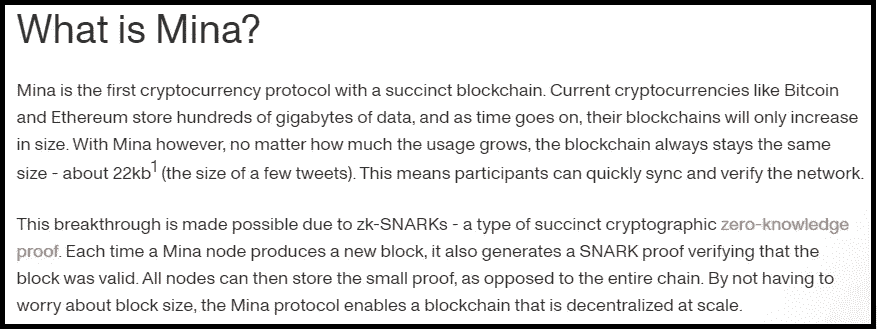 What is Mina?
Mina is the first cryptocurrency protocol with a succinct blockchain. Current cryptocurrencies like Bitcoin
and Ethereum store hundreds of gigabytes of data, and as time goes on, their blockchains will only increase
in size. With Mina however, no matter how much the usage grows, the blockchain always stays the same
size - about 22kb¹ (the size of a few tweets). This means participants can quickly sync and verify the network.
This breakthrough is made possible due to zk-SNARKs - a type of succinct cryptographic zero-knowledge
proof. Each time a Mina node produces a new block, it also generates a SNARK proof verifying that the
block was valid. All nodes can then store the small proof, as opposed to the entire chain. By not having to
worry about block size, the Mina protocol enables a blockchain that is decentralized at scale.